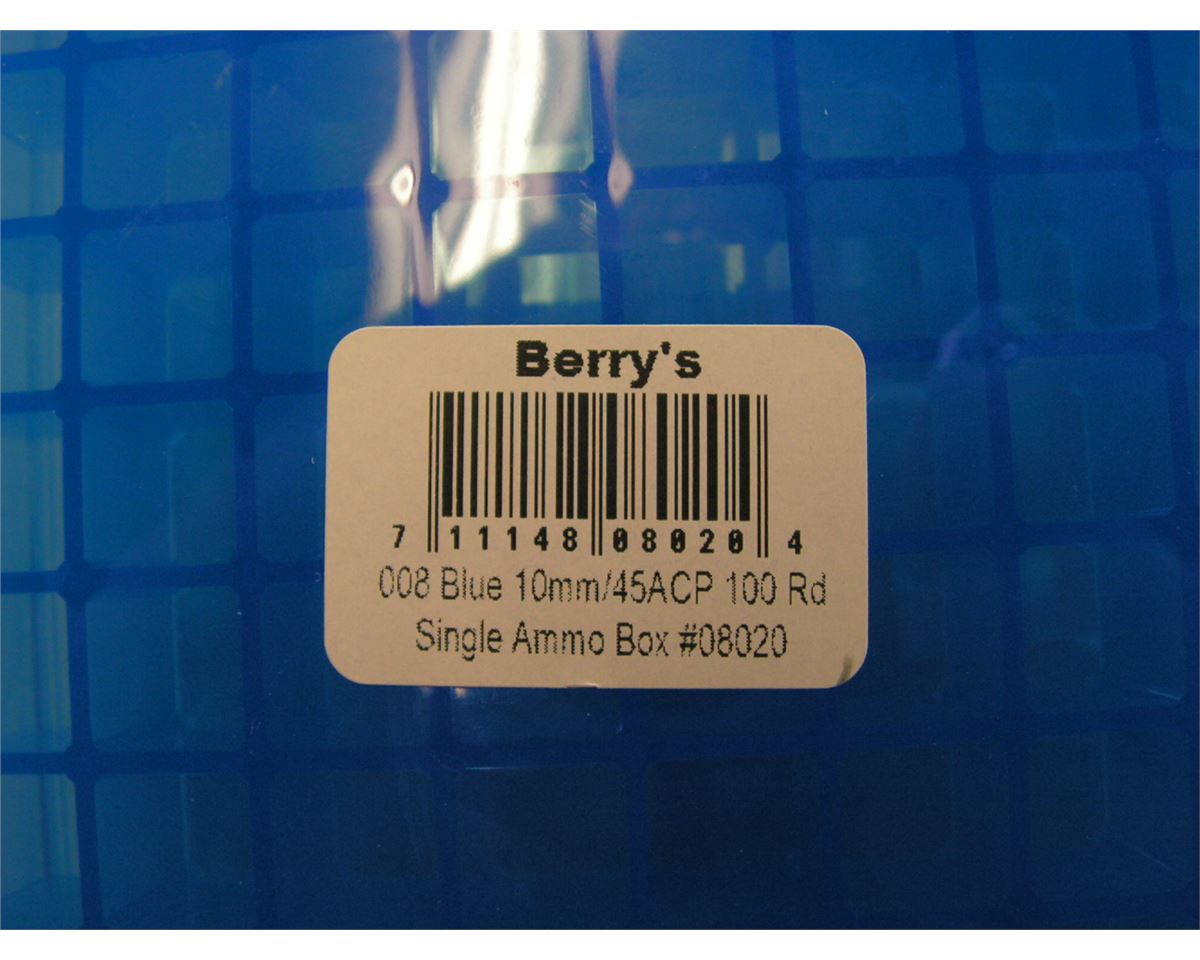 Berry's
7 11148 08020 4
008 Blue 10mm/45ACP 100 Rd
Single Ammo Box #08020